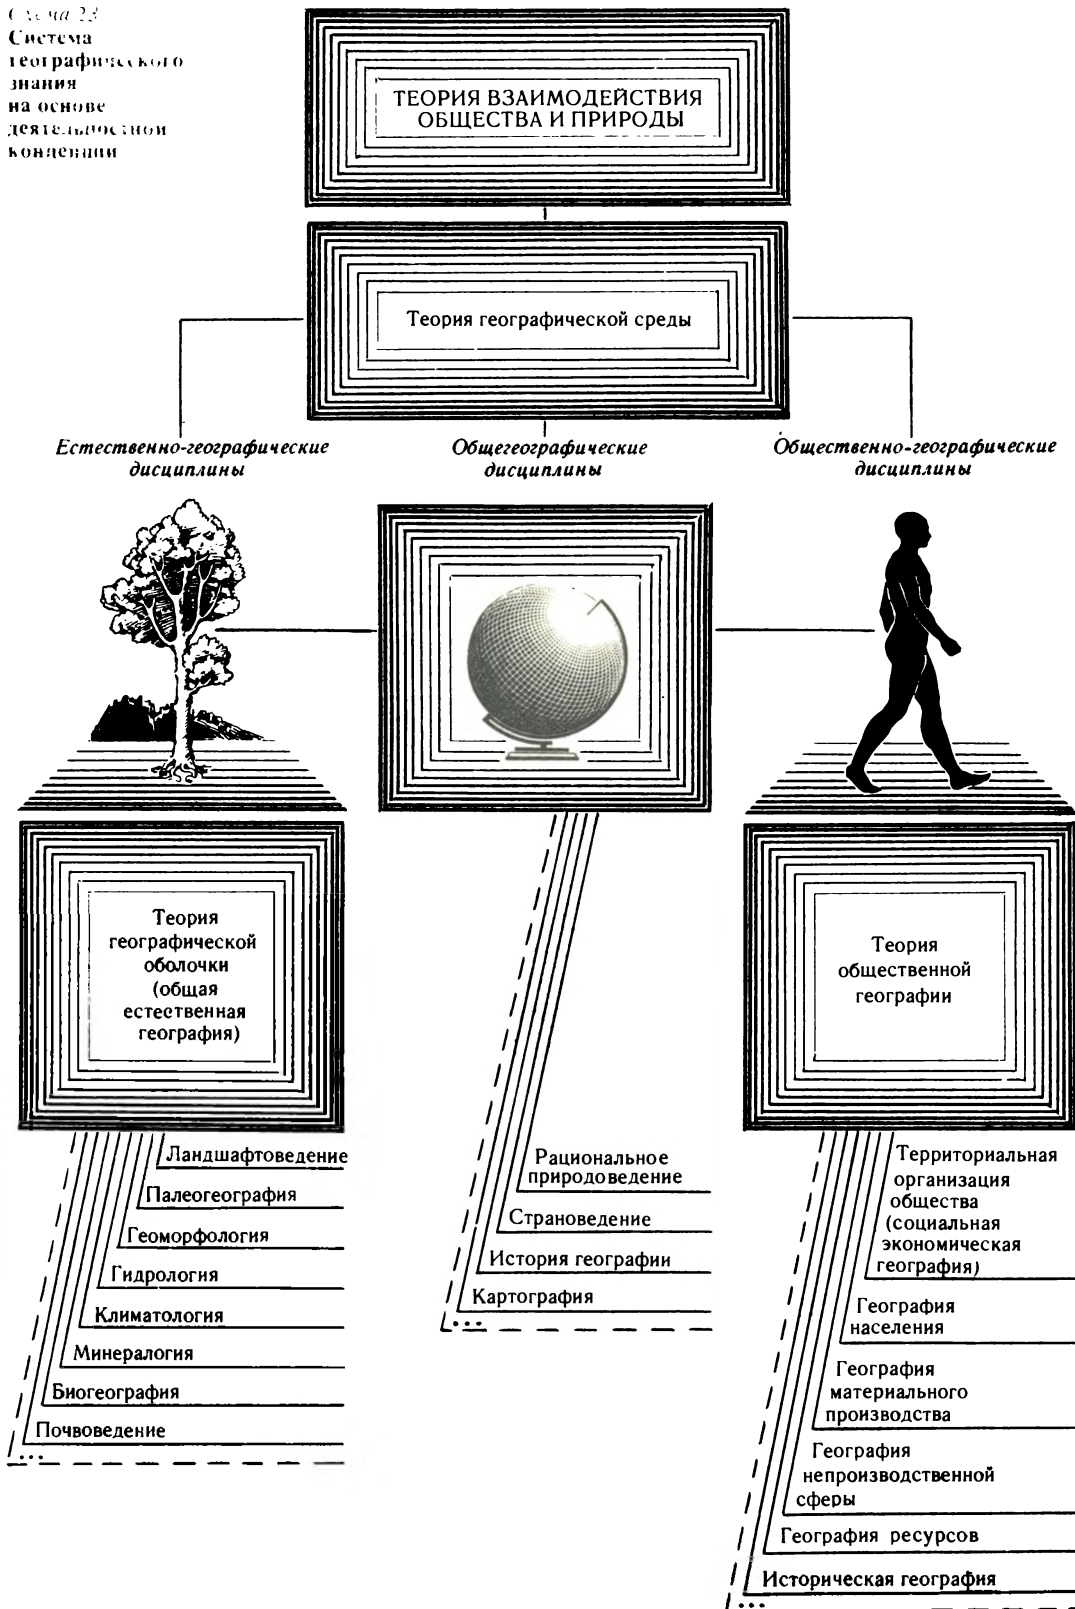 Схема 23
Система
географического
знания
на основе
деятельностной
концепции
ТЕОРИЯ ВЗАИМОДЕЙСТВИЯ
ОБЩЕСТВА И ПРИРОДЫ
Теория географической среды
Естественно-географические
дисциплины
Общегеографические
дисциплины
Общественно-географические
дисциплины
Теория
географической
оболочки
(общая
естественная
география)
Теория
общественной
географии
Ландшафтоведение
Палеогеография
Геоморфология
Гидрология
Климатология
Минералогия
Биогеография
Почвоведение
...
Рациональное
природоведение
Страноведение
История географии
Картография
...
Территориальная
организация
общества
(социальная
экономическая
география)
География
населения
География
материального
производства
География
непроизводственной
сферы
География ресурсов
Историческая география
...